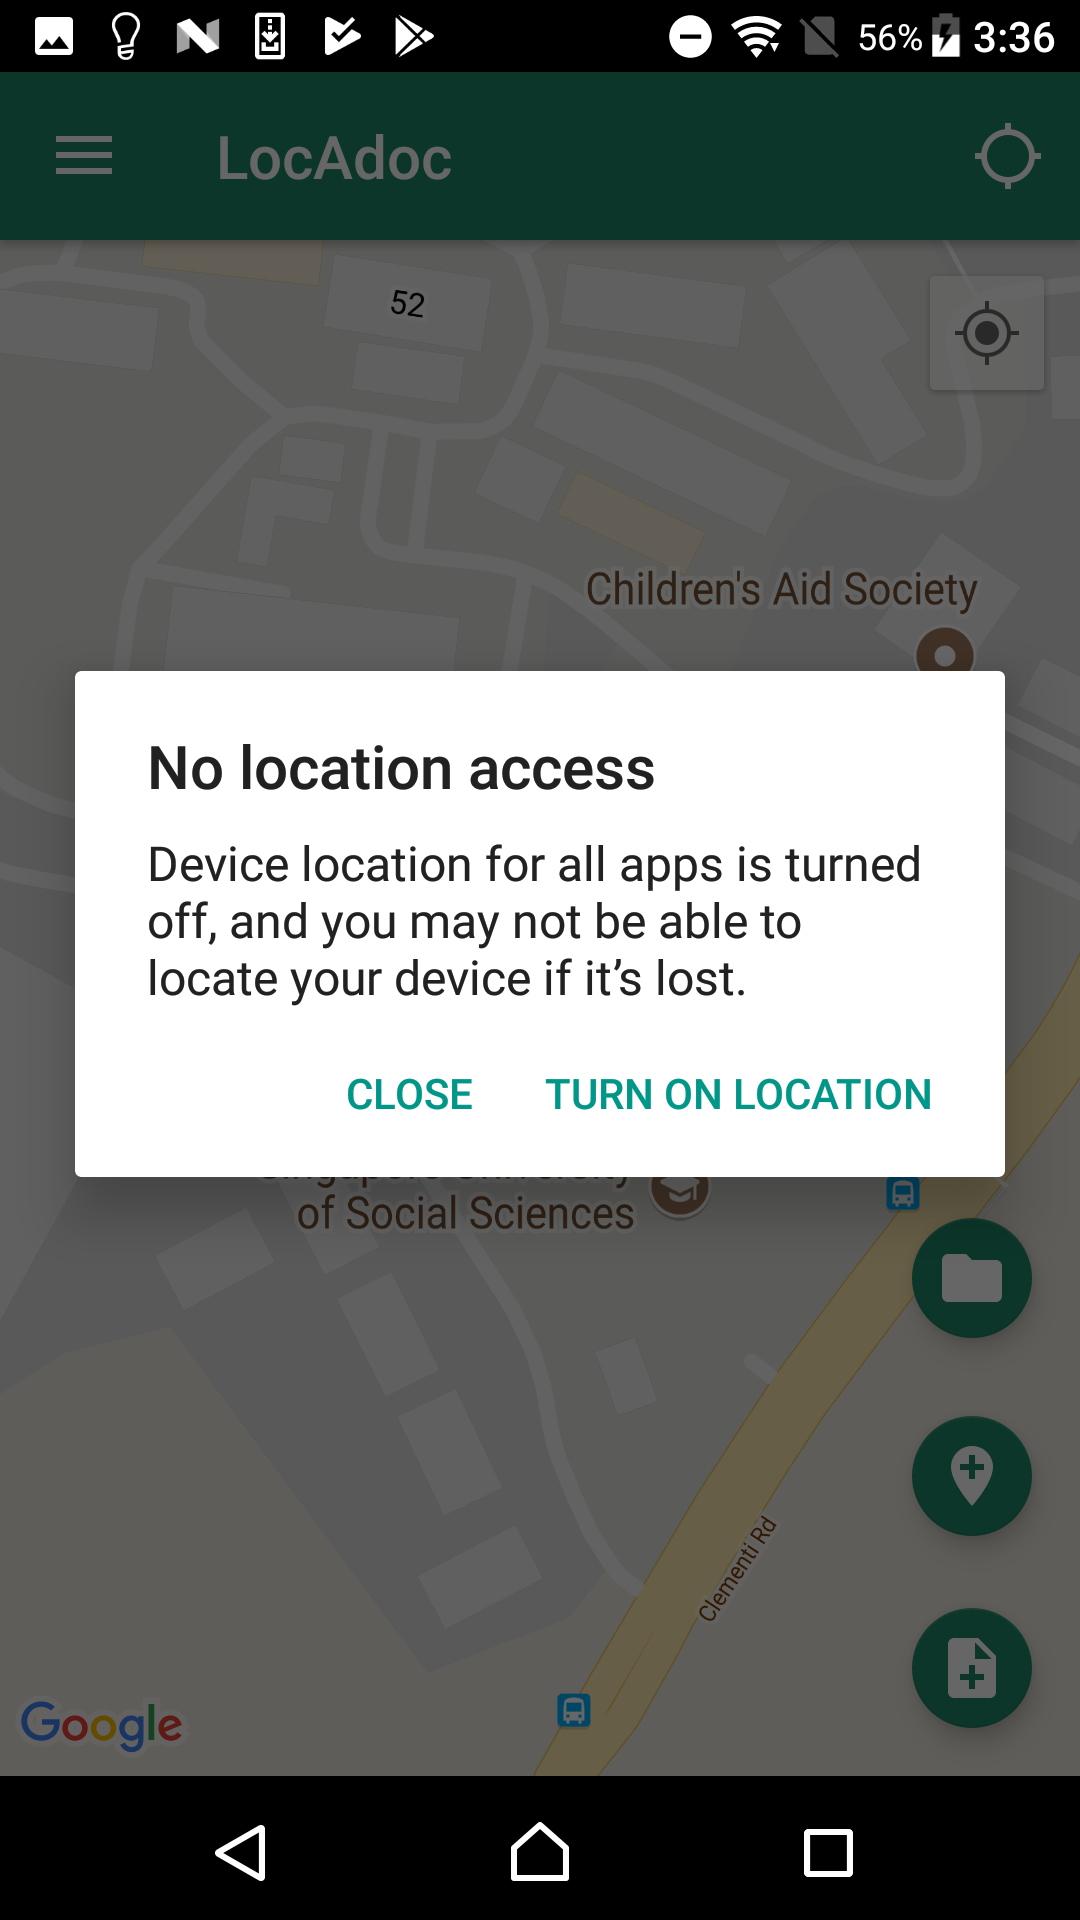 56% 3:36
LocAdoc
52
Children's Aid Society
No location access
Device location for all apps is turned
off, and you may not be able to
locate your device if it’s lost.
CLOSE TURN ON LOCATION
of Social Sciences
Clementi Rd
Google